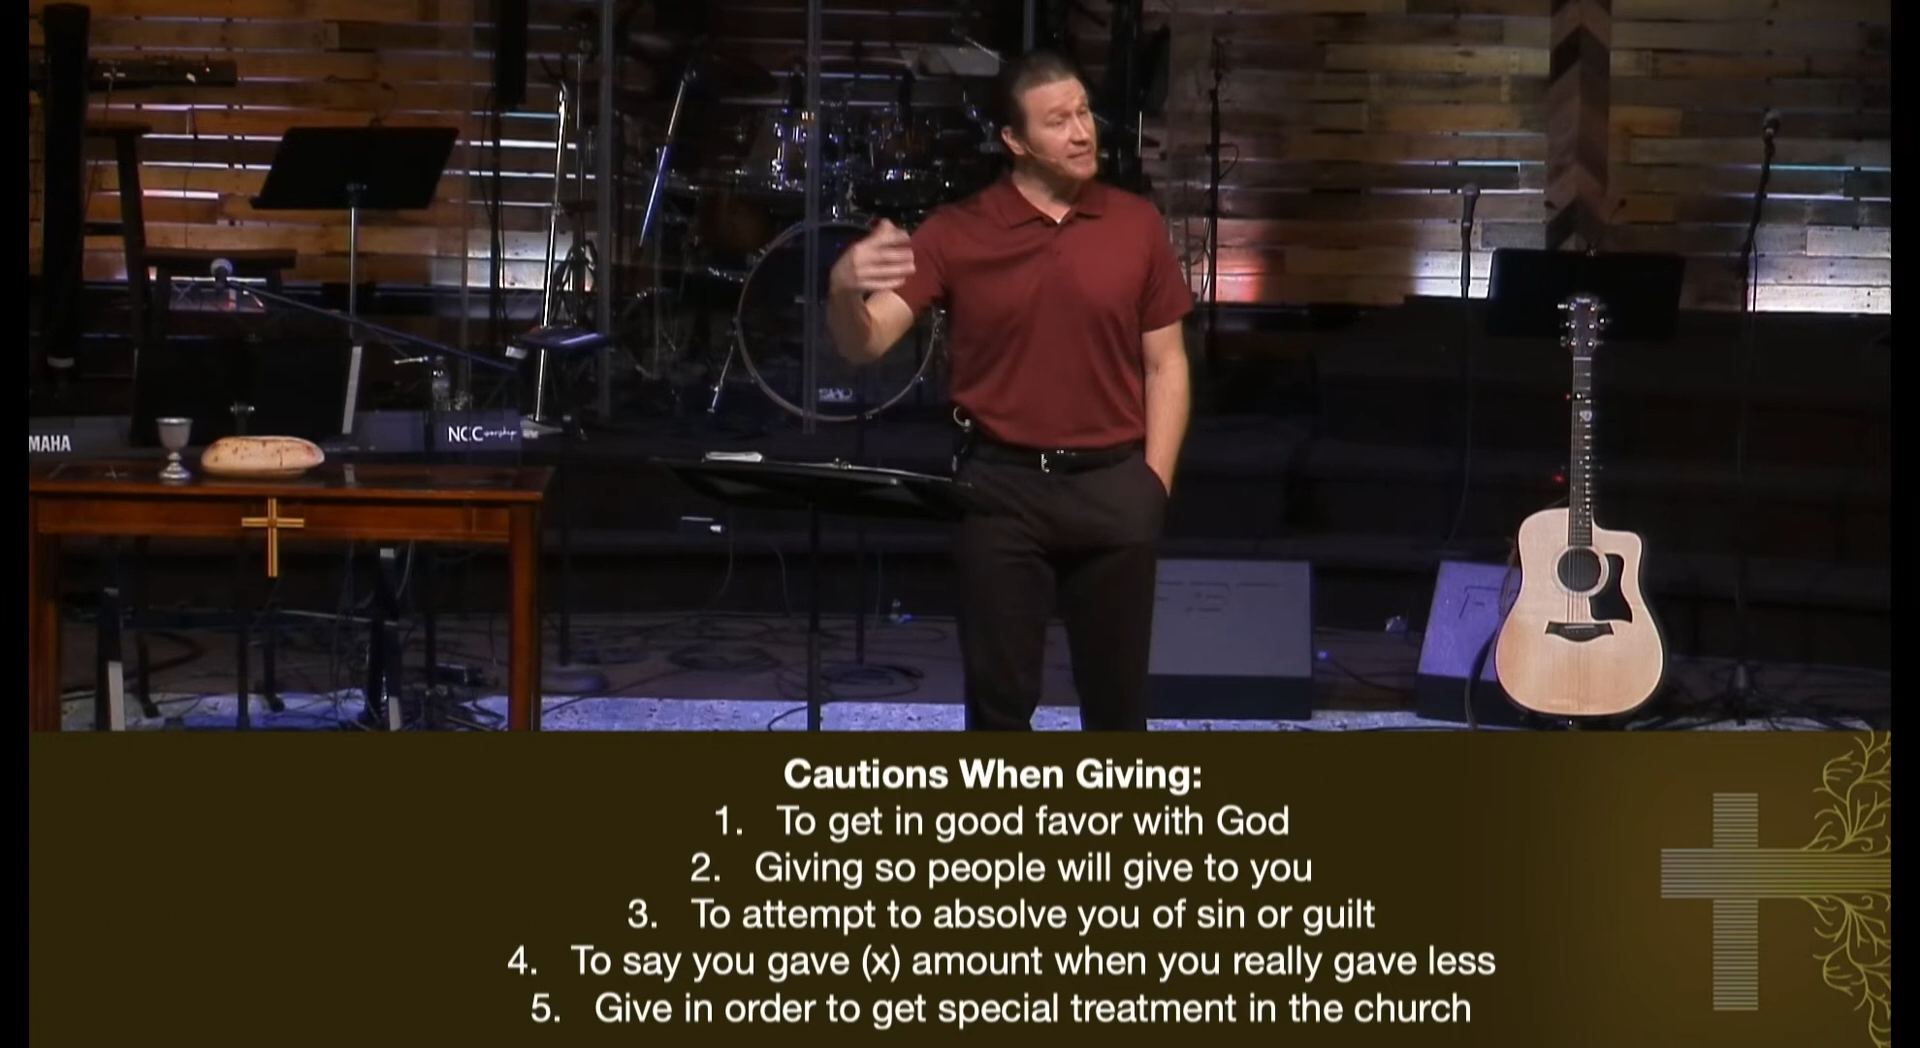 MAHA
NCC worship
Cautions When Giving:
1. To get in good favor with God
2. Giving so people will give to you
3. To attempt to absolve you of sin or guilt
4. To say you gave (x) amount when you really gave less
5. Give in order to get special treatment in the church